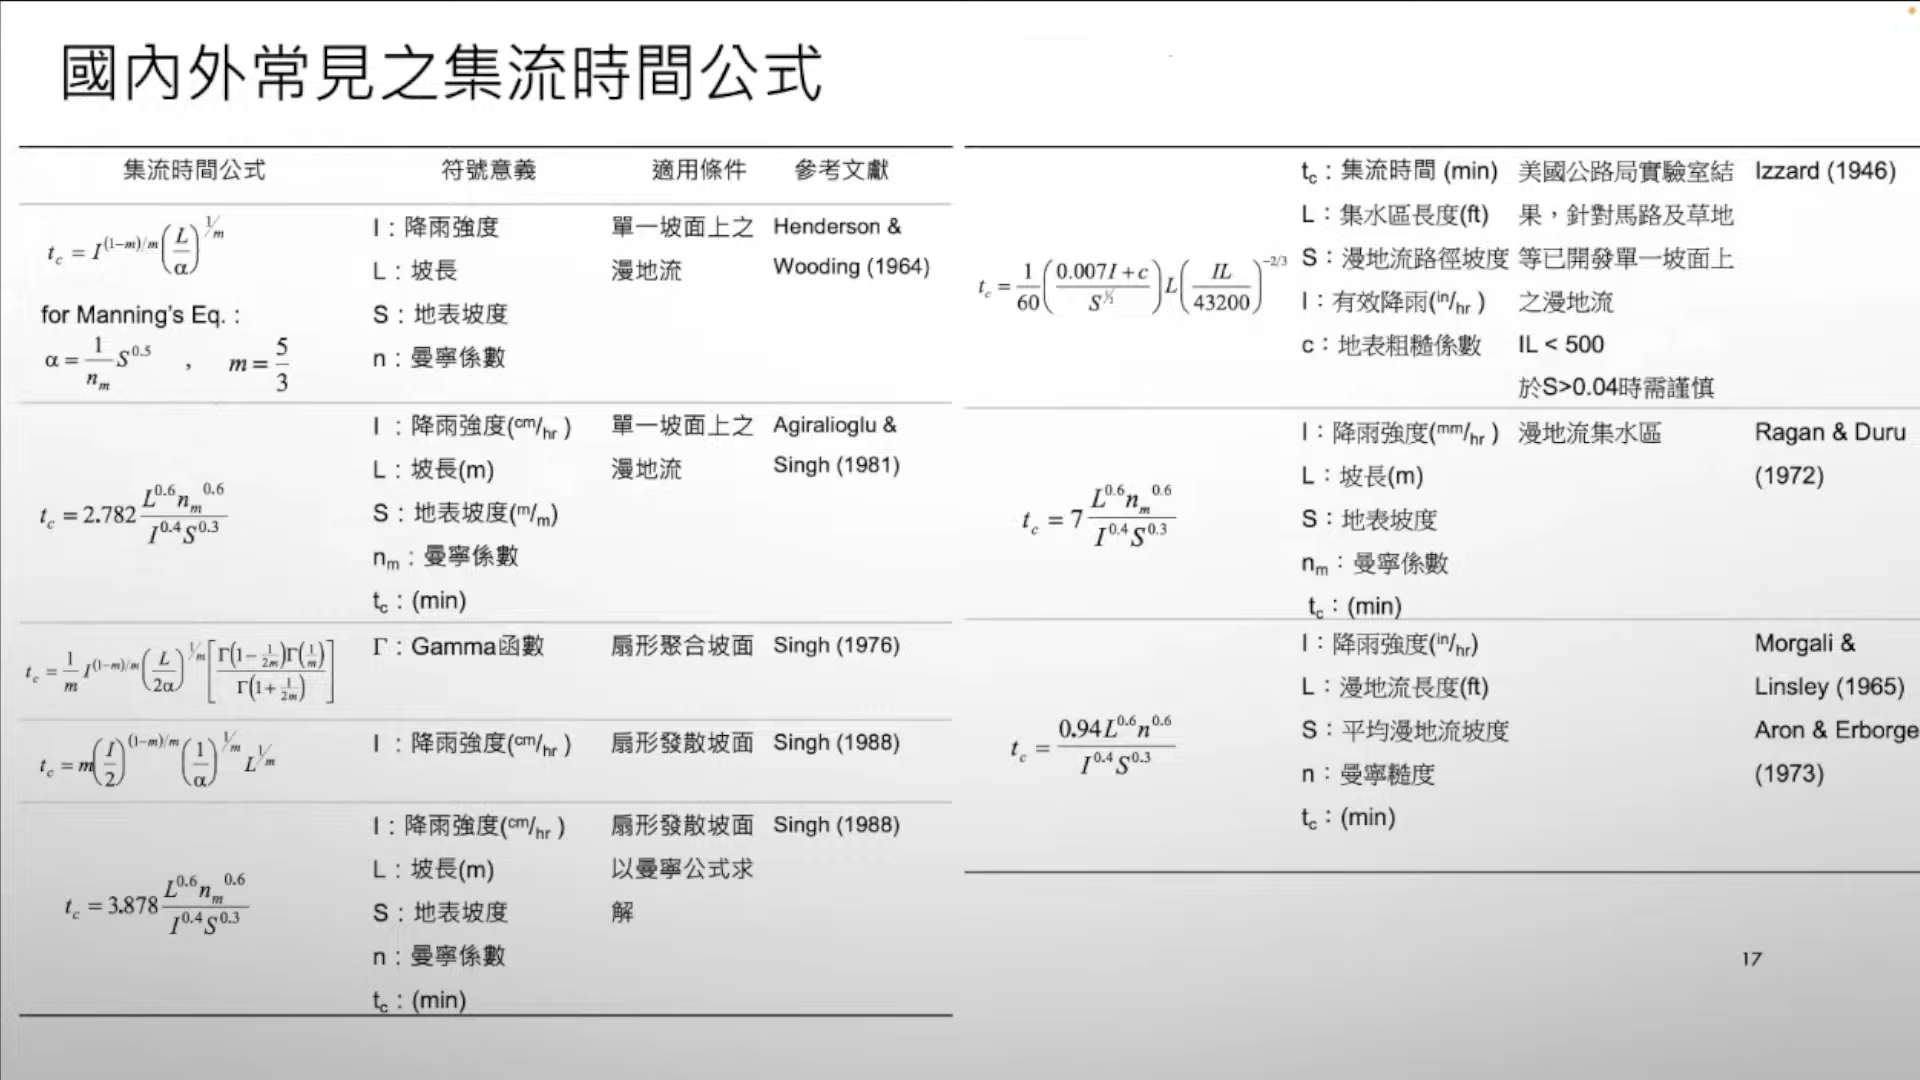 國內外常見之集流時間公式
集流時間公式 符號意義 適用條件 參考文獻
t_c = I^{(1-m)/m} (L/α)^{1/m}
for Manning's Eq. :
α = 1/n_m S^{0.5} , m = 5/3
I：降雨強度
L：坡長
S：地表坡度
n：曼寧係數
單一坡面上之
漫地流
Henderson &
Wooding (1964)
t_c = 2.782 L^{0.6} n_m^{0.6} / I^{0.4} S^{0.3}
I ：降雨強度(cm/hr )
L：坡長(m)
S：地表坡度(m/m)
n_m：曼寧係數
t_c：(min)
單一坡面上之
漫地流
Agiralioglu &
Singh (1981)
t_c = 1/m I^{(1-m)/m} (L/2α)^{1/m} [Γ(1 - 1/2m)Γ(1/m) / Γ(1 + 1/2m)]
Γ：Gamma函數
扇形聚合坡面
Singh (1976)
t_c = m(I/2)^{(1-m)/m} (1/α)^{1/m} L^{1/m}
I ：降雨強度(cm/hr )
扇形發散坡面
Singh (1988)
t_c = 3.878 L^{0.6} n_m^{0.6} / I^{0.4} S^{0.3}
I：降雨強度(cm/hr )
L：坡長(m)
S：地表坡度
n：曼寧係數
t_c：(min)
扇形發散坡面
以曼寧公式求
解
Singh (1988)
t_c = 1/60 (0.007I + c / S^{1/3}) L (IL/43200)^{-2/3}
t_c：集流時間 (min)
L：集水區長度(ft)
S：漫地流路徑坡度
I：有效降雨(in/hr )
c：地表粗糙係數
美國公路局實驗室結
果，針對馬路及草地
等已開發單一坡面上
之漫地流
IL < 500
於S>0.04時需謹慎
Izzard (1946)
t_c = 7 L^{0.6} n_m^{0.6} / I^{0.4} S^{0.3}
I：降雨強度(mm/hr )
L：坡長(m)
S：地表坡度
n_m：曼寧係數
t_c：(min)
漫地流集水區
Ragan & Duru
(1972)
t_c = 0.94 L^{0.6} n^{0.6} / I^{0.4} S^{0.3}
I：降雨強度(in/hr)
L：漫地流長度(ft)
S：平均漫地流坡度
n：曼寧糙度
t_c：(min)
Morgali &
Linsley (1965)
Aron & Erborge
(1973)
17